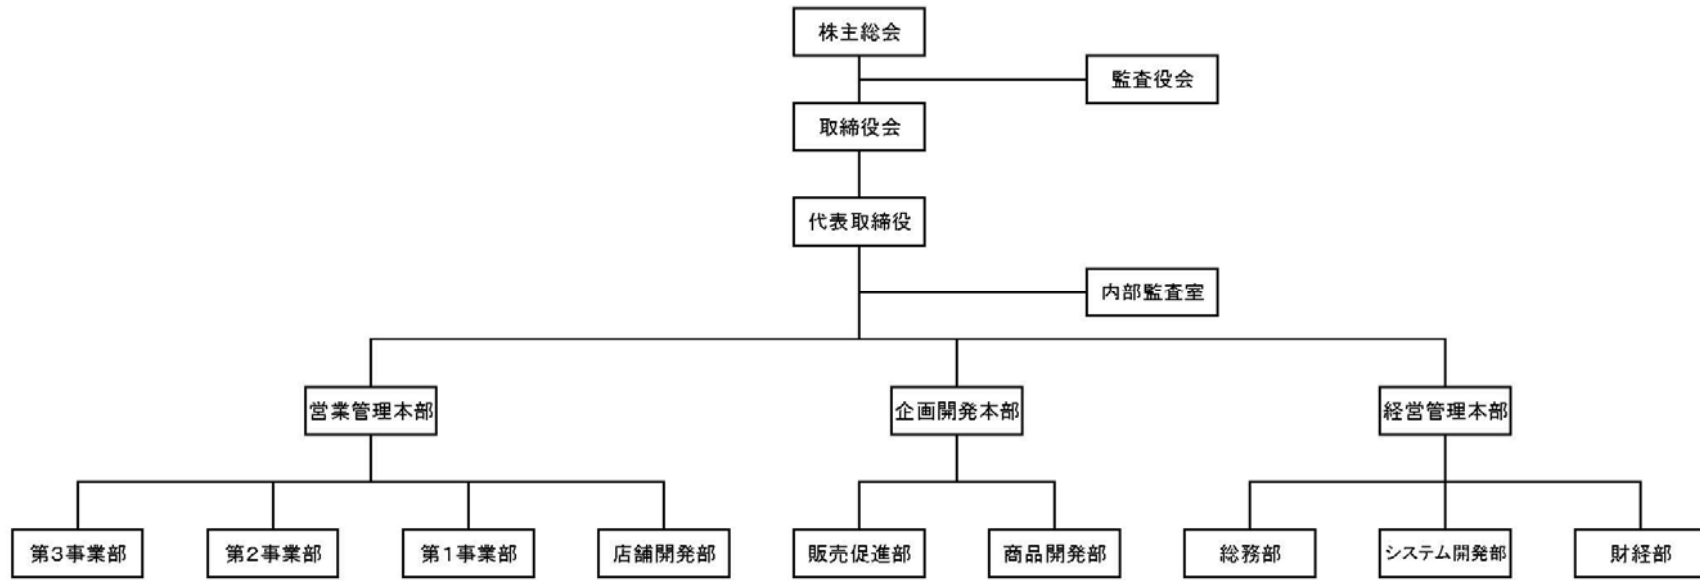 株主総会
監査役会
取締役会
代表取締役
内部監査室
営業管理本部
企画開発本部
経営管理本部
第3事業部
第2事業部
第1事業部
店舗開発部
販売促進部
商品開発部
総務部
システム開発部
財経部